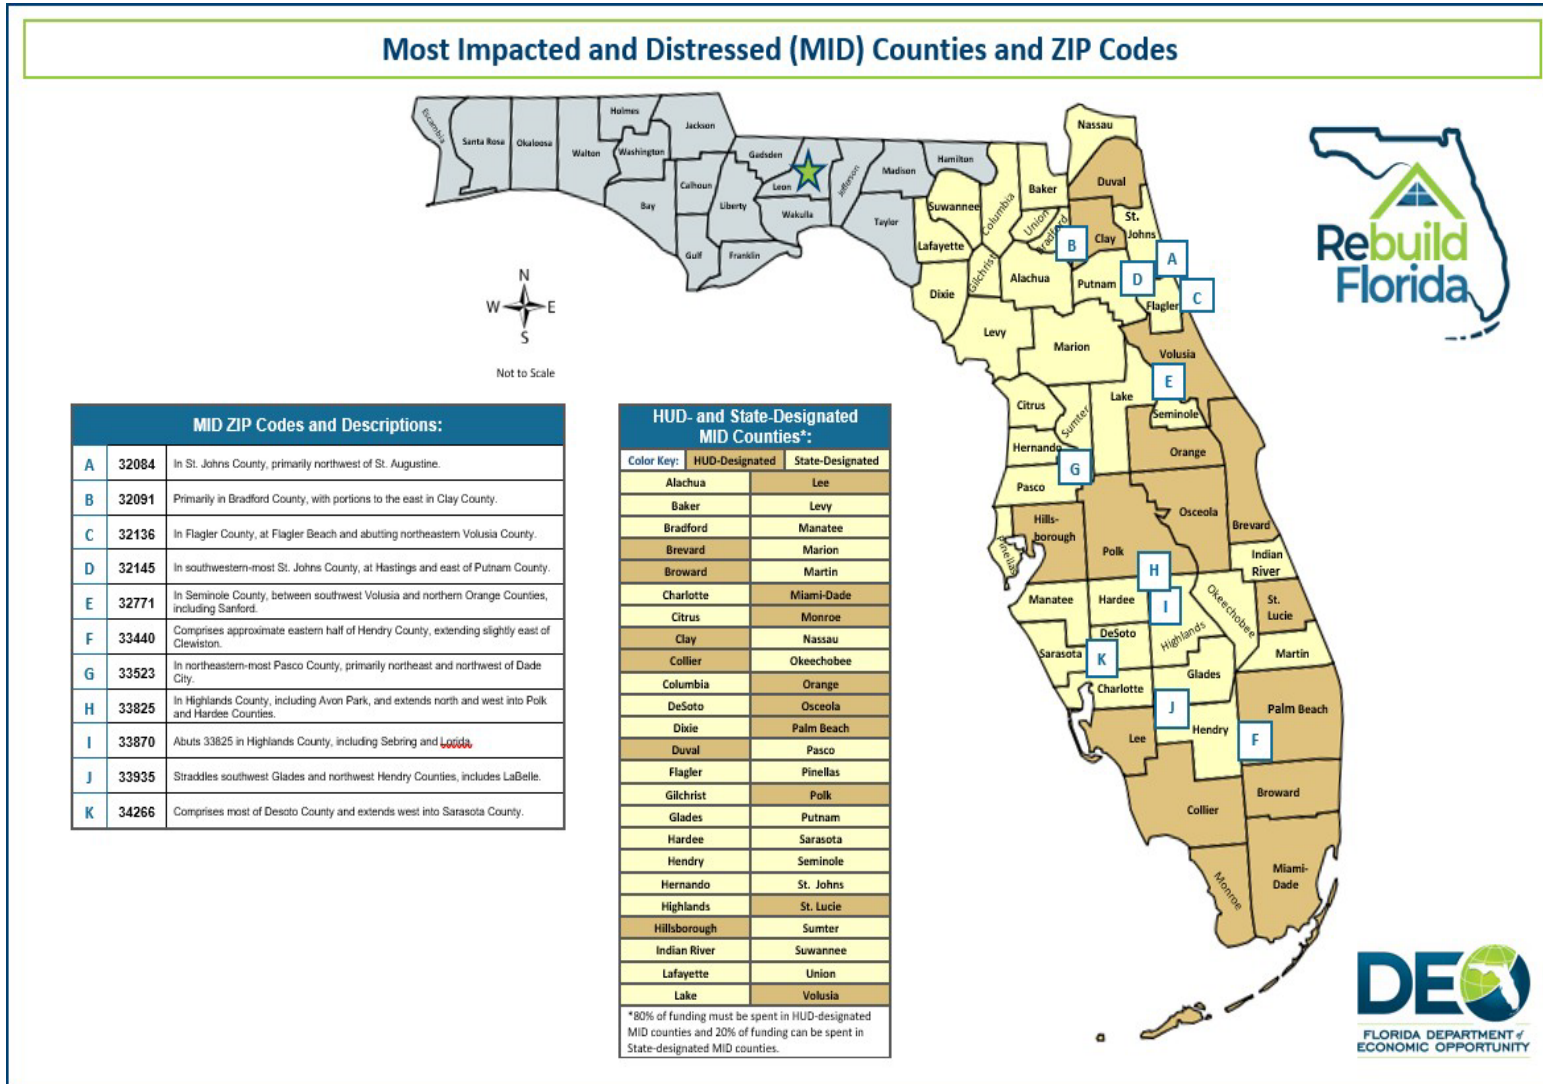 Most Impacted and Distressed (MID) Counties and ZIP Codes
Escambia
Santa Rosa
Okaloosa
Walton
Holmes
Washington
Jackson
Bay
Calhoun
Gulf
Liberty
Franklin
Gadsden
Leon
Wakulla
Jefferson
Madison
Taylor
Hamilton
Suwannee
Lafayette
Columbia
Baker
Nassau
Duval
Union
Bradford
B
Clay
St.
Johns
A
Gilchrist
Dixie
Alachua
Putnam
D
Flagler
C
Levy
Marion
Volusia
E
Citrus
Sumter
Lake
Seminole
Hernando
G
Orange
Pasco
Pinellas
Hills-
borough
Polk
Osceola
Brevard
H
Indian
River
Manatee
Hardee
I
Okeechobee
St.
Lucie
DeSoto
Highlands
Sarasota
K
Martin
Glades
Charlotte
J
Palm Beach
Hendry
Lee
F
Collier
Broward
Monroe
Miami-
Dade
N
W E
S
Not to Scale
Rebuild
Florida
MID ZIP Codes and Descriptions:
A 32084 In St. Johns County, primarily northwest of St. Augustine.
B 32091 Primarily in Bradford County, with portions to the east in Clay County.
C 32136 In Flagler County, at Flagler Beach and abutting northeastern Volusia County.
D 32145 In southwestern-most St. Johns County, at Hastings and east of Putnam County.
E 32771 In Seminole County, between southwest Volusia and northern Orange Counties,
including Sanford.
F 33440 Comprises approximate eastern half of Hendry County, extending slightly east of
Clewiston.
G 33523 In northeastern-most Pasco County, primarily northeast and northwest of Dade
City.
H 33825 In Highlands County, including Avon Park, and extends north and west into Polk
and Hardee Counties.
I 33870 Abuts 33825 in Highlands County, including Sebring and Lorida.
J 33935 Straddles southwest Glades and northwest Hendry Counties, includes LaBelle.
K 34266 Comprises most of Desoto County and extends west into Sarasota County.
HUD- and State-Designated
MID Counties*:
Color Key: HUD-Designated State-Designated
Alachua Lee
Baker Levy
Bradford Manatee
Brevard Marion
Broward Martin
Charlotte Miami-Dade
Citrus Monroe
Clay Nassau
Collier Okeechobee
Columbia Orange
DeSoto Osceola
Dixie Palm Beach
Duval Pasco
Flagler Pinellas
Gilchrist Polk
Glades Putnam
Hardee Sarasota
Hendry Seminole
Hernando St. Johns
Highlands St. Lucie
Hillsborough Sumter
Indian River Suwannee
Lafayette Union
Lake Volusia
*80% of funding must be spent in HUD-designated
MID counties and 20% of funding can be spent in
State-designated MID counties.
DEO
FLORIDA DEPARTMENT of
ECONOMIC OPPORTUNITY